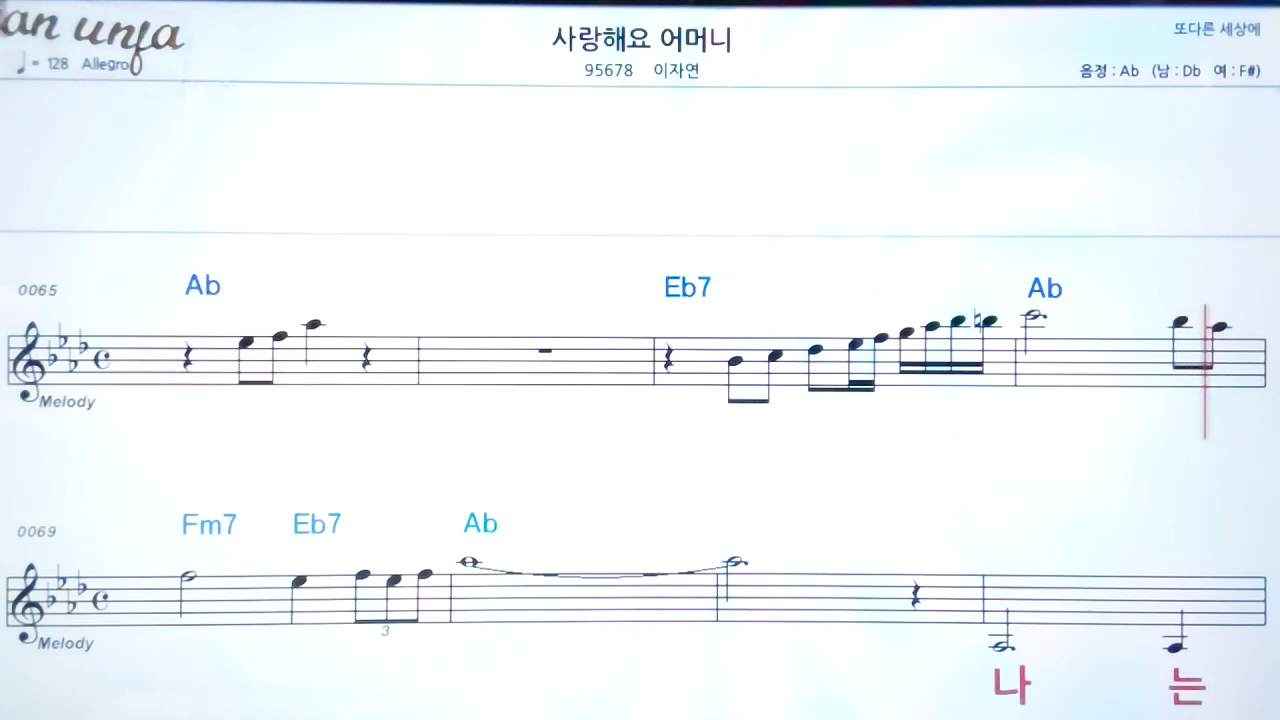 an unfa
사랑해요 어머니
또다른 세상에
♩= 128 Allegro
95678 이자연
음정 : Ab (남 : Db 여 : F#)
0065
Ab Eb7 Ab
Melody
0069
Fm7 Eb7 Ab
3
Melody
나 는